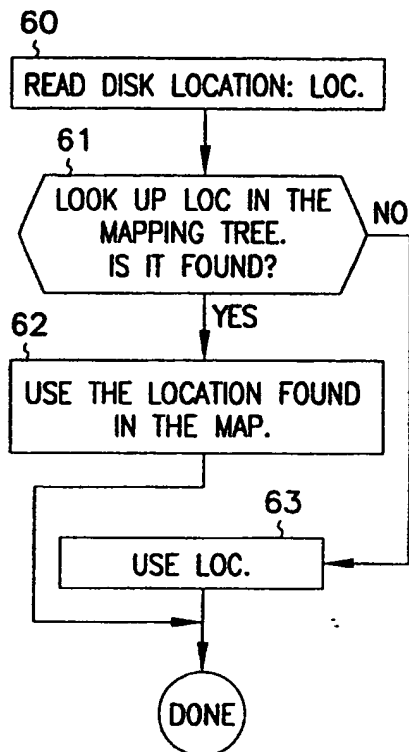 60
READ DISK LOCATION: LOC.
61
LOOK UP LOC IN THE
MAPPING TREE.
IS IT FOUND?
NO
YES
62
USE THE LOCATION FOUND
IN THE MAP.
63
USE LOC.
DONE